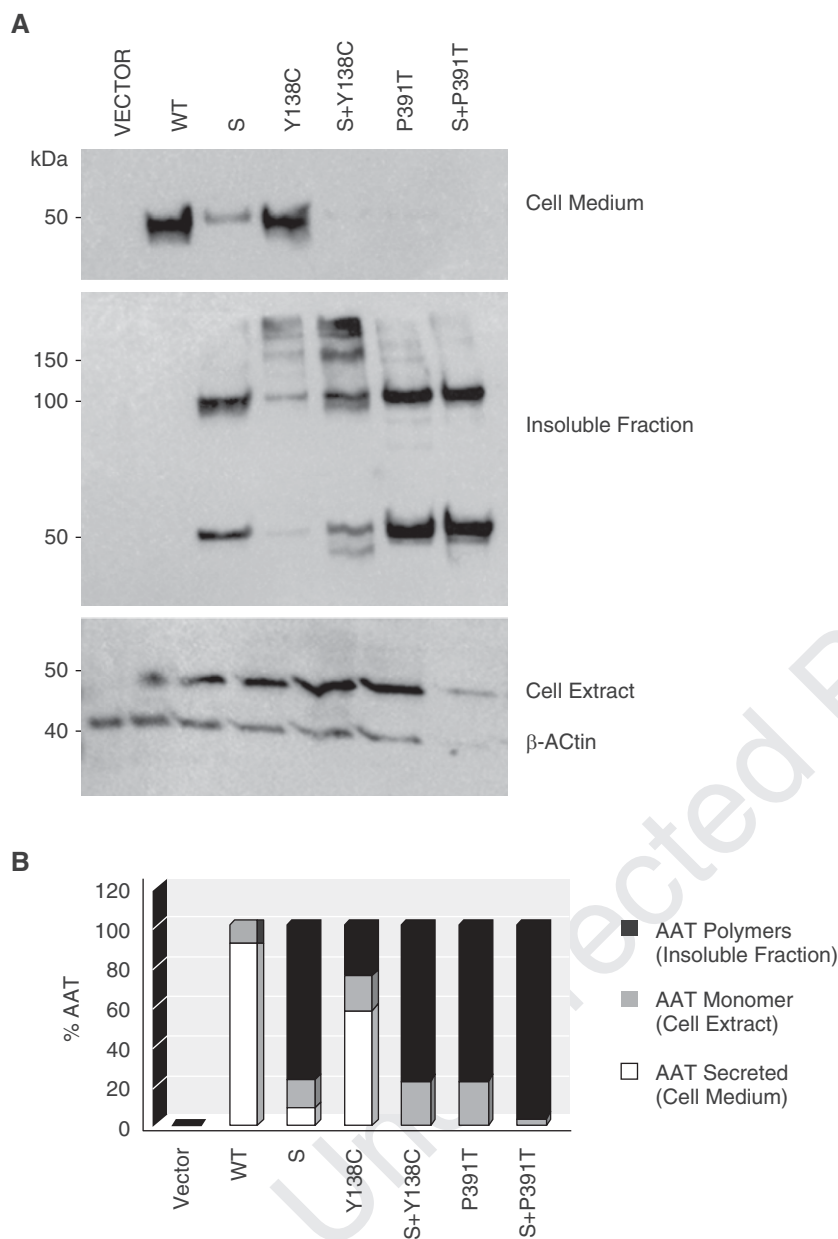 A
VECTOR
WT
S
Y138C
S+Y138C
P391T
S+P391T
kDa
50
Cell Medium
150
100
50
Insoluble Fraction
50
40
Cell Extract
β-ACtin
B
120
100
80
60
40
20
0
% AAT
Vector
WT
S
Y138C
S+Y138C
P391T
S+P391T
AAT Polymers
(Insoluble Fraction)
AAT Monomer
(Cell Extract)
AAT Secreted
(Cell Medium)